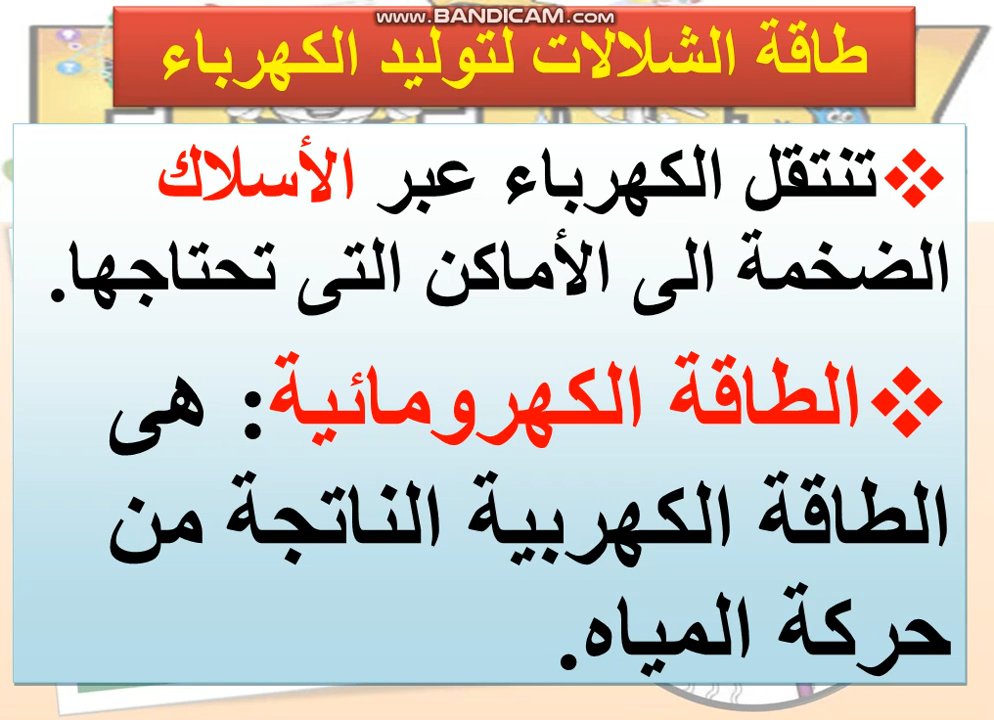 WWW.BANDICAM.COM
طاقة الشلالات لتوليد الكهرباء
❖تنتقل الكهرباء عبر الأسلاك
الضخمة الى الأماكن التى تحتاجها.
❖الطاقة الكهرومائية: هى
الطاقة الكهربية الناتجة من
حركة المياه.